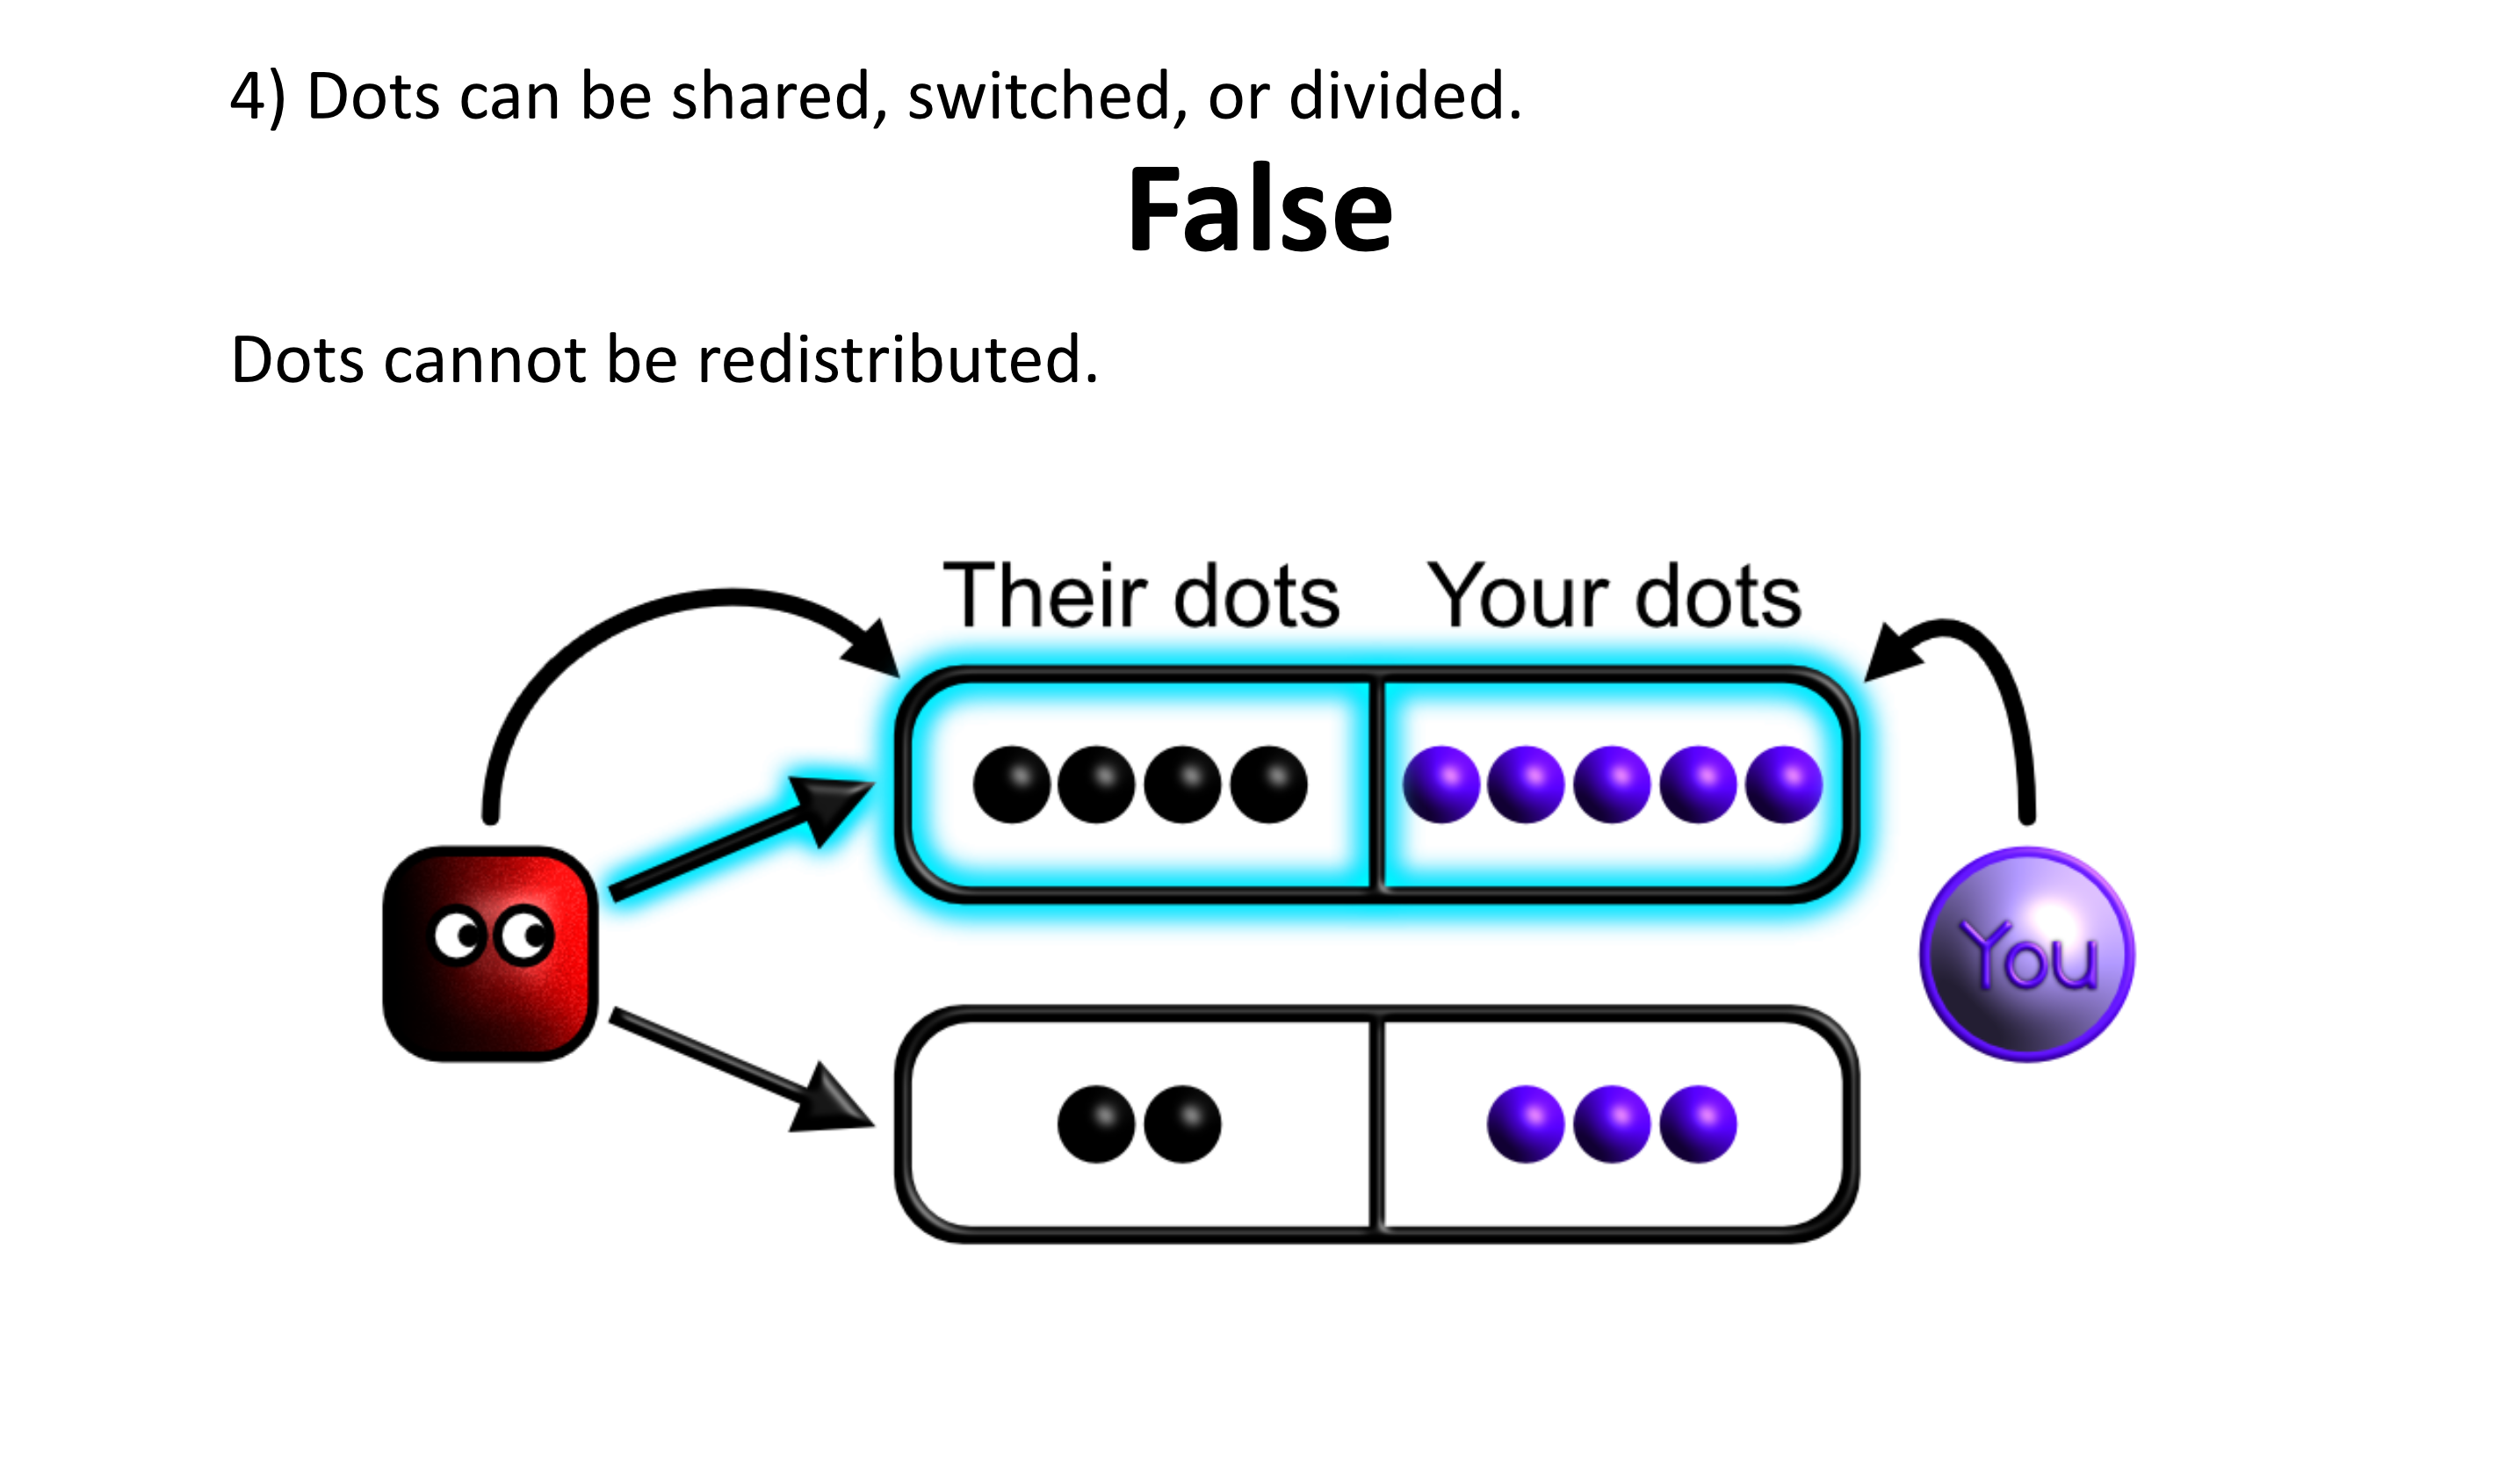 4) Dots can be shared, switched, or divided.
False
Dots cannot be redistributed.
Their dots Your dots
You